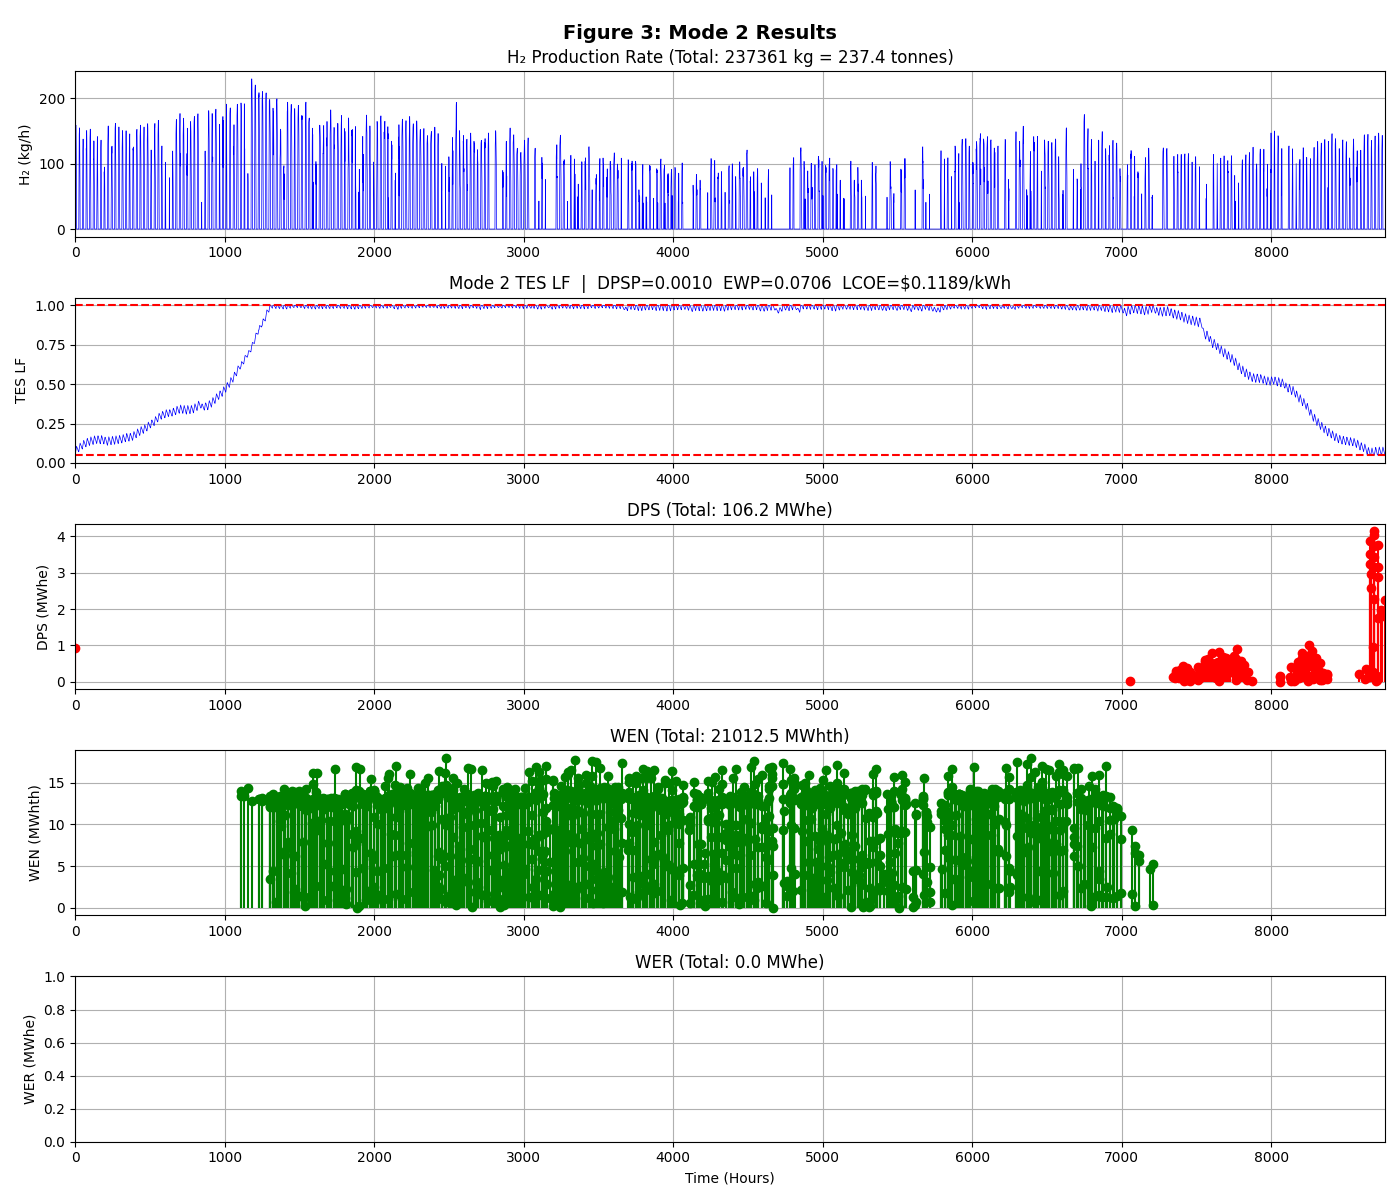 Figure 3: Mode 2 Results
H₂ Production Rate (Total: 237361 kg = 237.4 tonnes)
H₂ (kg/h)
200
100
0
0 1000 2000 3000 4000 5000 6000 7000 8000
Mode 2 TES LF | DPSP=0.0010 EWP=0.0706 LCOE=$0.1189/kWh
TES LF
1.00
0.75
0.50
0.25
0.00
0 1000 2000 3000 4000 5000 6000 7000 8000
DPS (Total: 106.2 MWhe)
DPS (MWhe)
4
3
2
1
0
0 1000 2000 3000 4000 5000 6000 7000 8000
WEN (Total: 21012.5 MWhth)
WEN (MWhth)
15
10
5
0
0 1000 2000 3000 4000 5000 6000 7000 8000
WER (Total: 0.0 MWhe)
WER (MWhe)
1.0
0.8
0.6
0.4
0.2
0.0
0 1000 2000 3000 4000 5000 6000 7000 8000
Time (Hours)